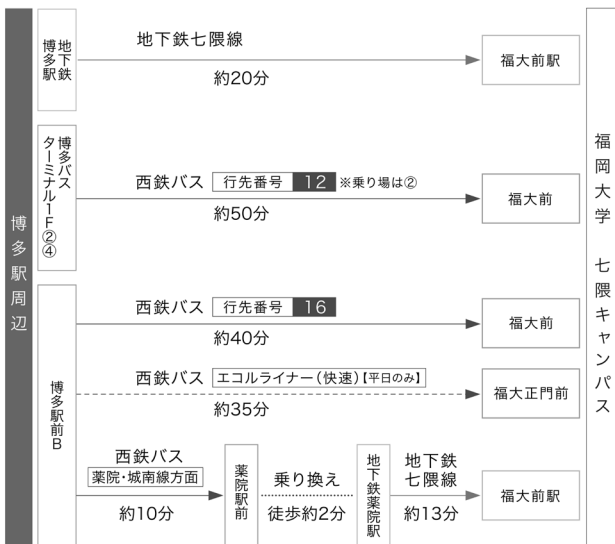 博多駅周辺
地下鉄
博多駅
地下鉄七隈線
約20分
福大前駅
博多バス
ターミナル1F②④
西鉄バス 行先番号 12 ※乗り場は②
約50分
福大前
博多駅前B
西鉄バス 行先番号 16
約40分
福大前
西鉄バス エコルライナー(快速)【平日のみ】
約35分
福大正門前
西鉄バス
薬院・城南線方面
約10分
薬院駅前
乗り換え
徒歩約2分
地下鉄薬院駅
地下鉄
七隈線
約13分
福大前駅
福岡大学 七隈キャンパス